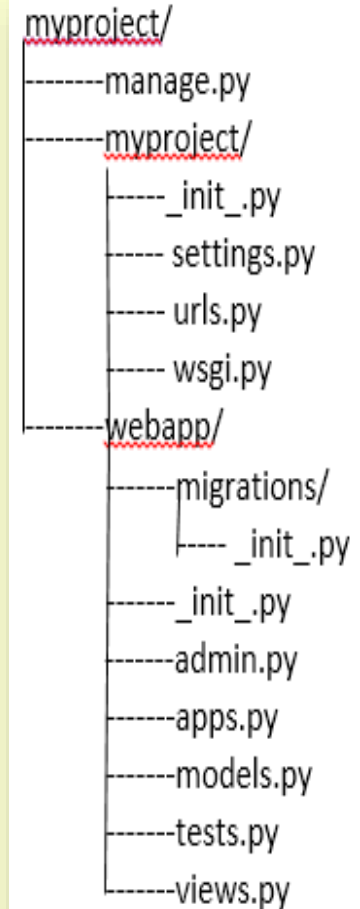 myproject/
-------manage.py
-------myproject/
------_init_.py
------ settings.py
------ urls.py
------ wsgi.py
-------webapp/
------migrations/
----- _init_.py
------_init_.py
------admin.py
------apps.py
------models.py
------tests.py
------views.py